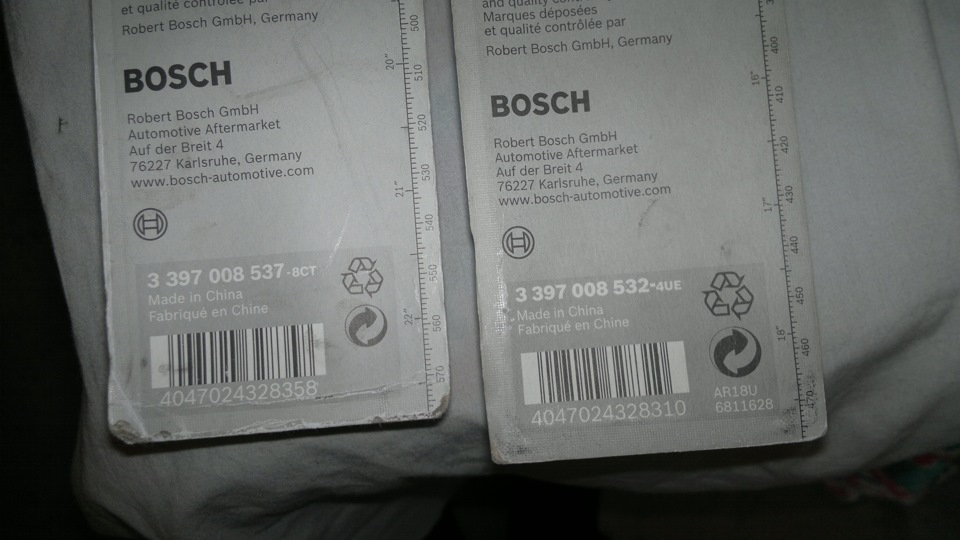 et qualité contrôlée par
Robert Bosch GmbH, Germany
BOSCH
Robert Bosch GmbH
Automotive Aftermarket
Auf der Breit 4
76227 Karlsruhe, Germany
www.bosch-automotive.com
3 397 008 537-8CT
Made in China
Fabriqué en Chine
4047024328358
500
20"
510
520
530
21"
540
550
22"
560
570
and quality
Marques déposées
et qualité contrôlée par
Robert Bosch GmbH, Germany
BOSCH
Robert Bosch GmbH
Automotive Aftermarket
Auf der Breit 4
76227 Karlsruhe, Germany
www.bosch-automotive.com
3 397 008 532-4UE
Made in China
Fabriqué en Chine
4047024328310
AR18U
6811628
400
16"
410
420
430
17"
440
450
18"
460
470